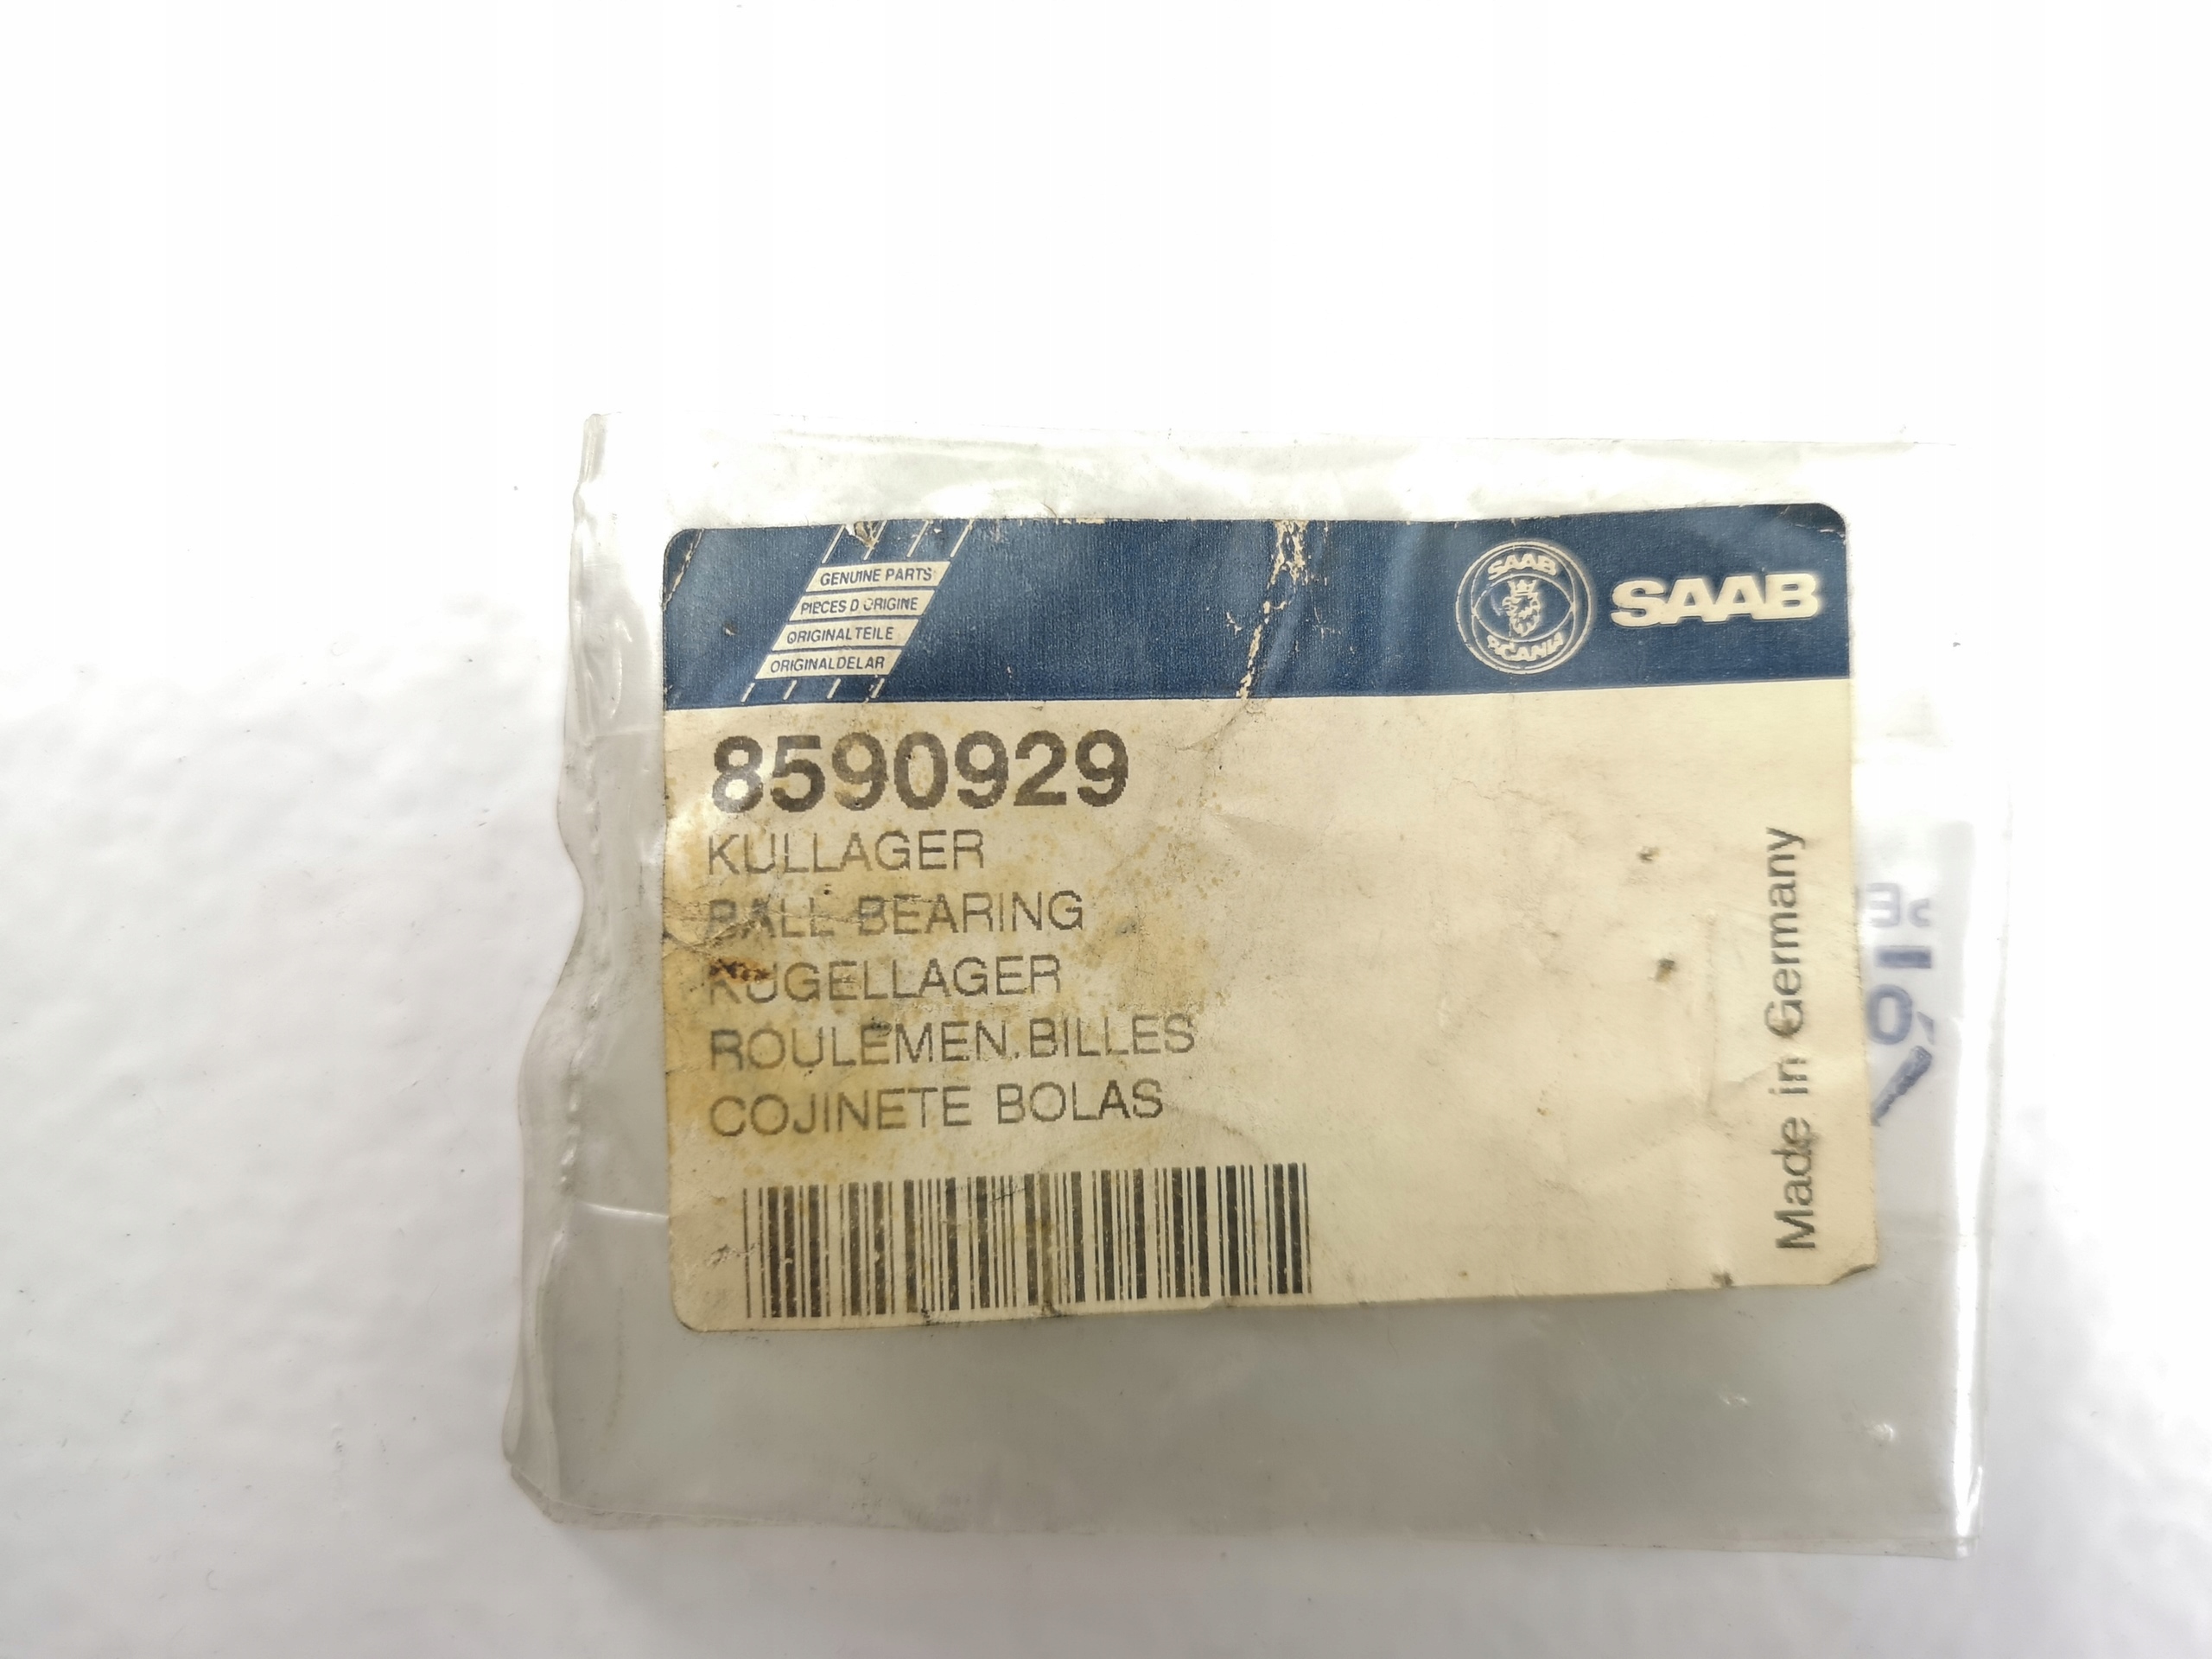 GENUINE PARTS
PIECES D ORIGINE
ORIGINALTEILE
ORIGINALDELAR
SAAB
SCANIA
SAAB
8590929
KULLAGER
BALL BEARING
KUGELLAGER
ROULEMEN.BILLES
COJINETE BOLAS
Made in Germany